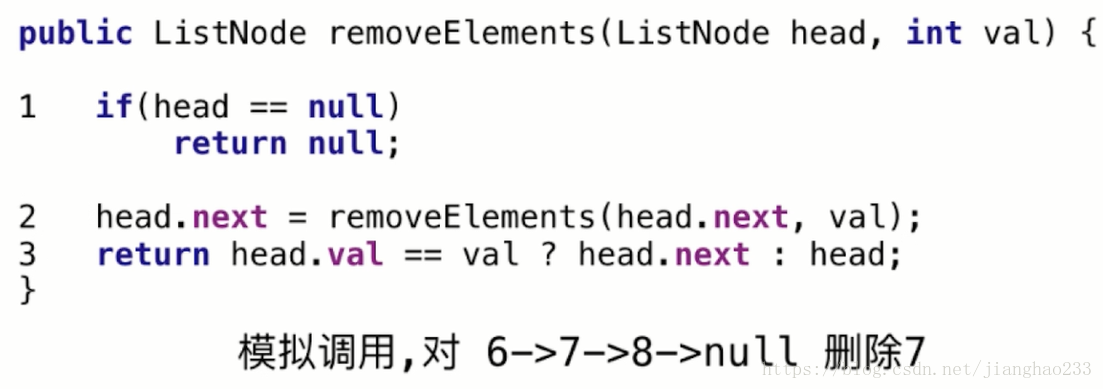 public ListNode removeElements(ListNode head, int val) {
1 if(head == null)
return null;
2 head.next = removeElements(head.next, val);
3 return head.val == val ? head.next : head;
}
模拟调用,对 6->7->8->null 删除7
https://blog.csdn.net/jianghao233